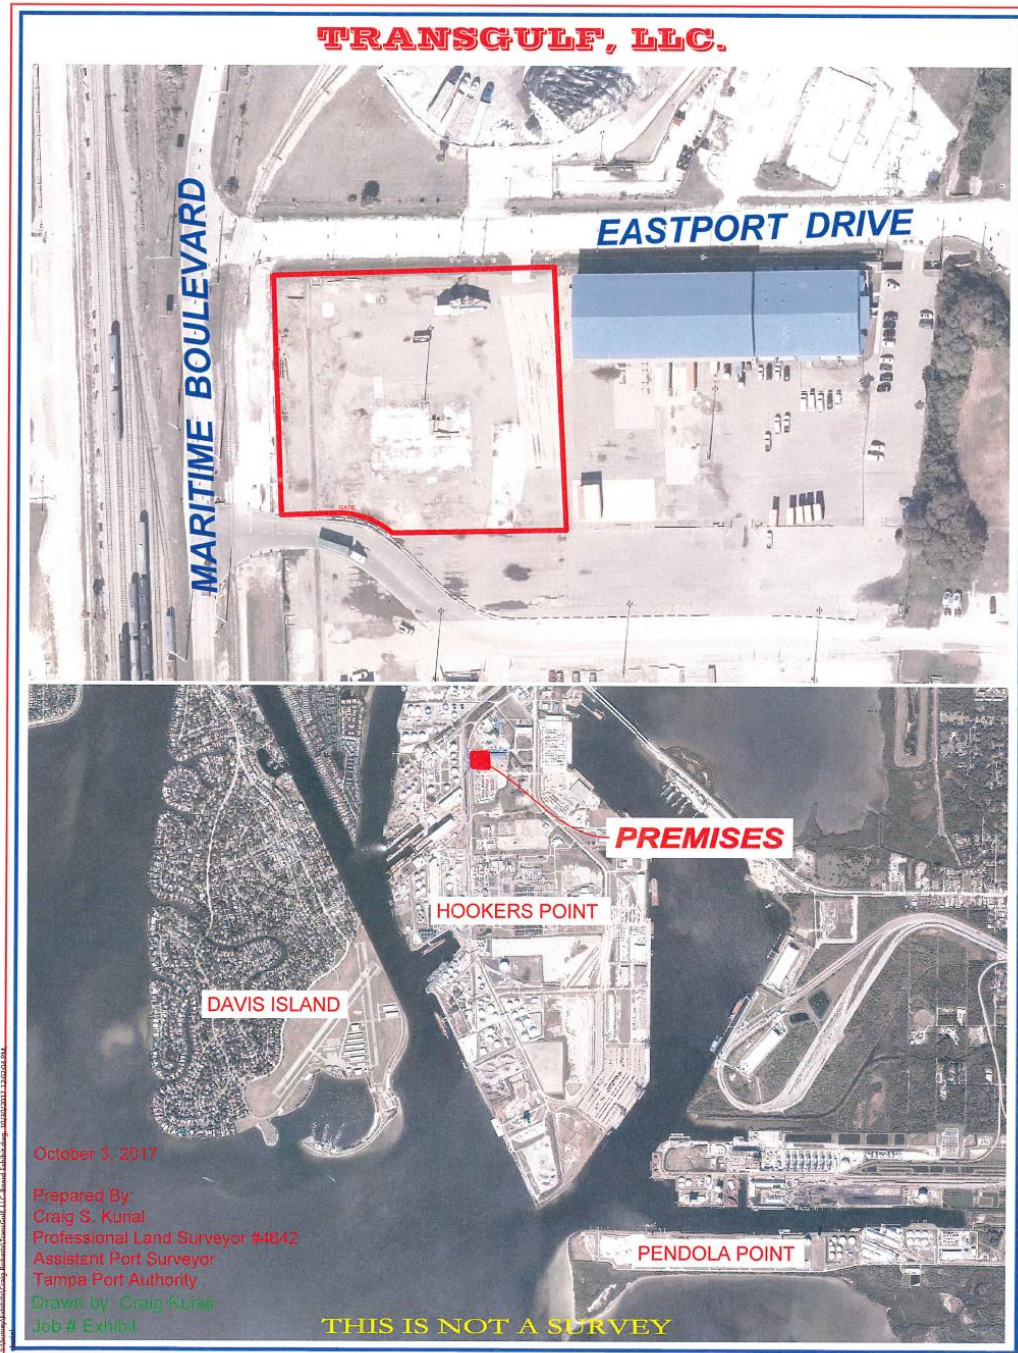 TRANSGULF, LLC.
EASTPORT DRIVE
MARITIME BOULEVARD
GATE
PREMISES
HOOKERS POINT
DAVIS ISLAND
PENDOLA POINT
October 3, 2017
Prepared By:
Craig S. Kurial
Professional Land Surveyor #4642
Assistant Port Surveyor
Tampa Port Authority
Drawn by: Craig Kurial
Job # Exhibit
THIS IS NOT A SURVEY